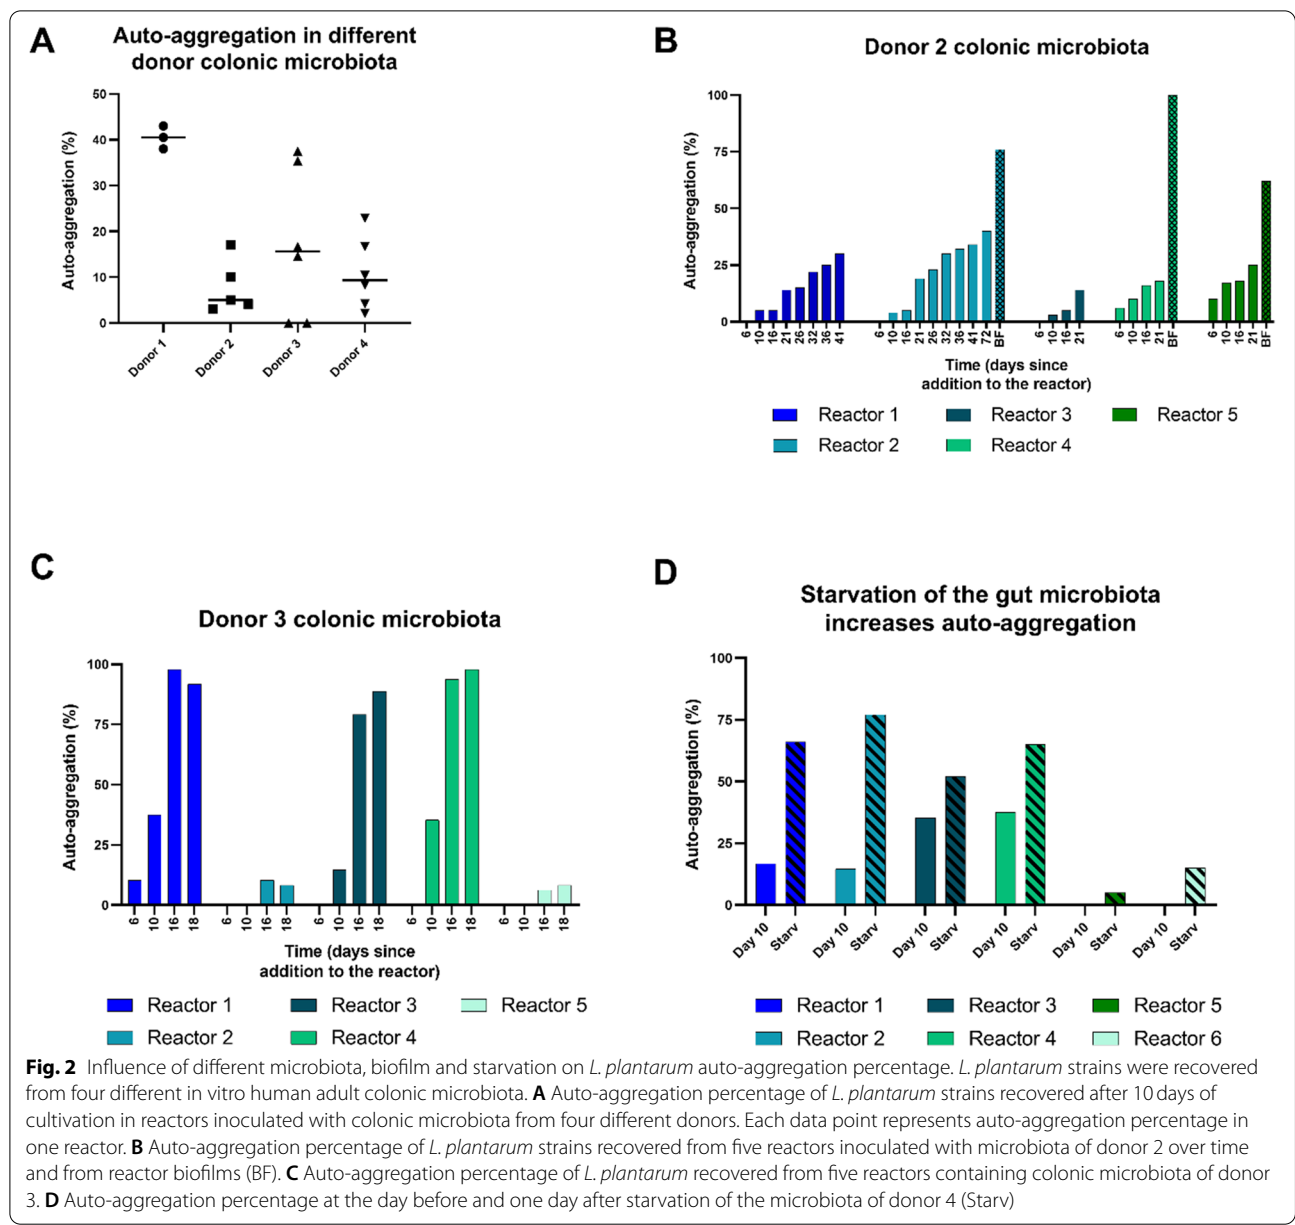 A
Auto-aggregation in different
donor colonic microbiota
Auto-aggregation (%)
50
40
30
20
10
0
Donor 1
Donor 2
Donor 3
Donor 4
B
Donor 2 colonic microbiota
Auto-aggregation (%)
100
75
50
25
0
6 10 16 21 26 32 36 41
6 10 16 21 26 32 36 41 72 BF
6 10 16 21
6 10 16 21 BF
6 10 16 21 BF
Time (days since
addition to the reactor)
Reactor 1 Reactor 3 Reactor 5
Reactor 2 Reactor 4
C
Donor 3 colonic microbiota
Auto-aggregation (%)
100
75
50
25
0
6 10 16 18
6 10 16 18
6 10 16 18
6 10 16 18
6 10 16 18
Time (days since
addition to the reactor)
Reactor 1 Reactor 3 Reactor 5
Reactor 2 Reactor 4
D
Starvation of the gut microbiota
increases auto-aggregation
Auto-aggregation (%)
100
75
50
25
0
Day 10 Starv
Day 10 Starv
Day 10 Starv
Day 10 Starv
Day 10 Starv
Day 10 Starv
Reactor 1 Reactor 3 Reactor 5
Reactor 2 Reactor 4 Reactor 6
Fig. 2 Influence of different microbiota, biofilm and starvation on L. plantarum auto-aggregation percentage. L. plantarum strains were recovered
from four different in vitro human adult colonic microbiota. A Auto-aggregation percentage of L. plantarum strains recovered after 10 days of
cultivation in reactors inoculated with colonic microbiota from four different donors. Each data point represents auto-aggregation percentage in
one reactor. B Auto-aggregation percentage of L. plantarum strains recovered from five reactors inoculated with microbiota of donor 2 over time
and from reactor biofilms (BF). C Auto-aggregation percentage of L. plantarum recovered from five reactors containing colonic microbiota of donor
3. D Auto-aggregation percentage at the day before and one day after starvation of the microbiota of donor 4 (Starv)